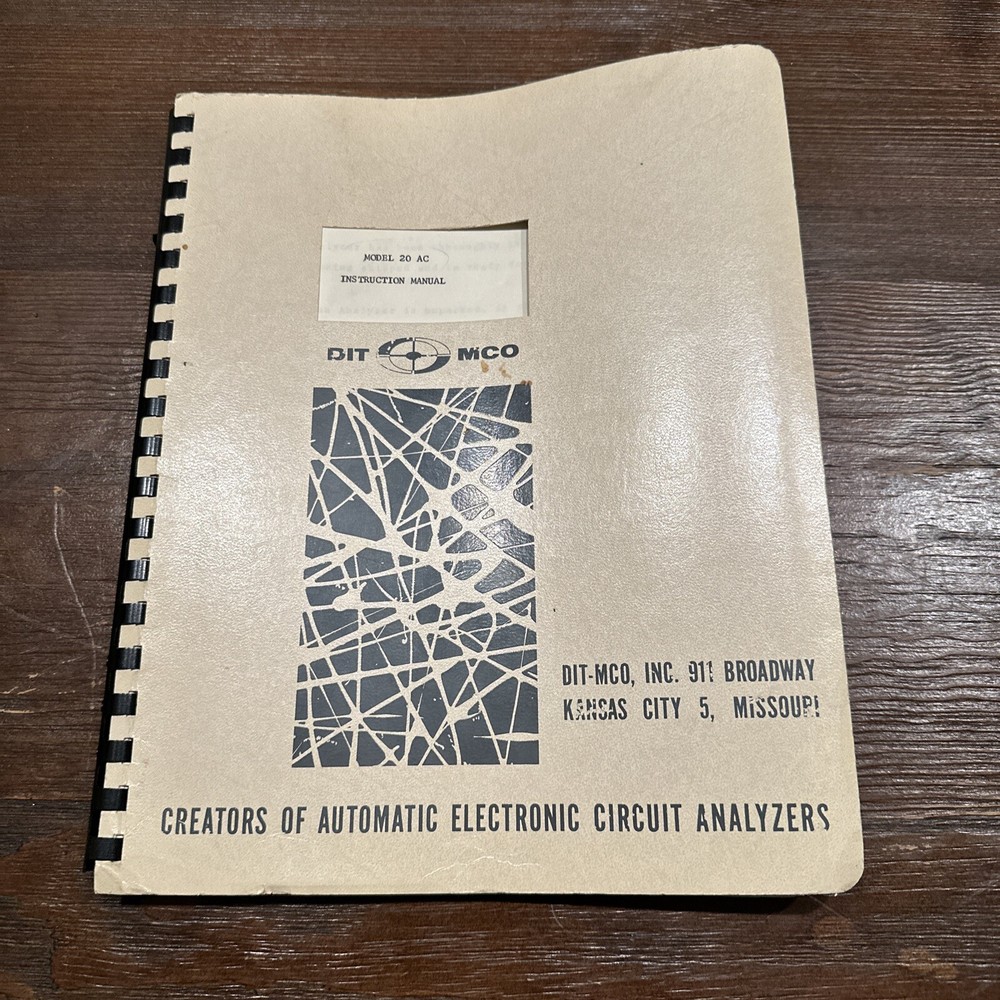 MODEL 20 AC
INSTRUCTION MANUAL
DIT MCO
DIT-MCO, INC. 911 BROADWAY
KANSAS CITY 5, MISSOURI
CREATORS OF AUTOMATIC ELECTRONIC CIRCUIT ANALYZERS